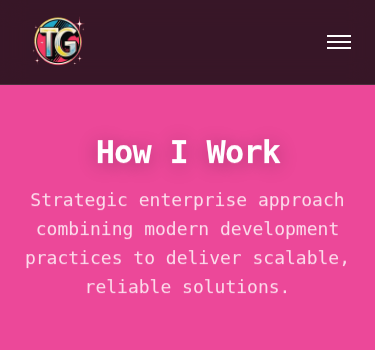 TG
How I Work
Strategic enterprise approach
combining modern development
practices to deliver scalable,
reliable solutions.